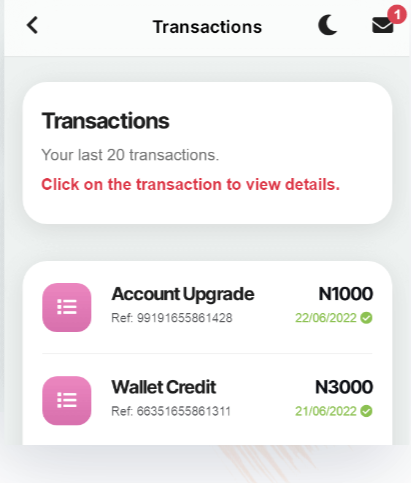 Transactions
1
Transactions
Your last 20 transactions.
Click on the transaction to view details.
Account Upgrade N1000
Ref: 99191655861428 22/06/2022
Wallet Credit N3000
Ref: 66351655861311 21/06/2022